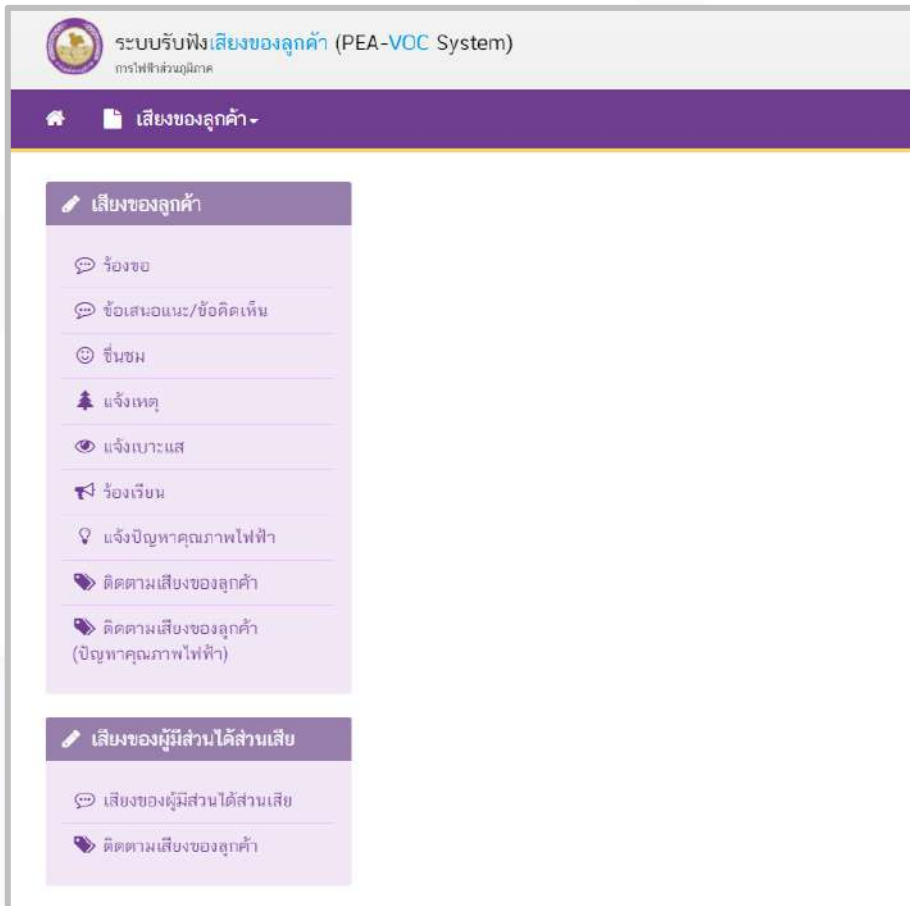 ระบบรับฟังเสียงของลูกค้า (PEA-VOC System)
การไฟฟ้าส่วนภูมิภาค
เสียงของลูกค้า
เสียงของลูกค้า
ร้องขอ
ข้อเสนอแนะ/ข้อคิดเห็น
ชื่นชม
แจ้งเหตุ
แจ้งเบาะแส
ร้องเรียน
แจ้งปัญหาคุณภาพไฟฟ้า
ติดตามเสียงของลูกค้า
ติดตามเสียงของลูกค้า
(ปัญหาคุณภาพไฟฟ้า)
เสียงของผู้มีส่วนได้ส่วนเสีย
เสียงของผู้มีส่วนได้ส่วนเสีย
ติดตามเสียงของลูกค้า